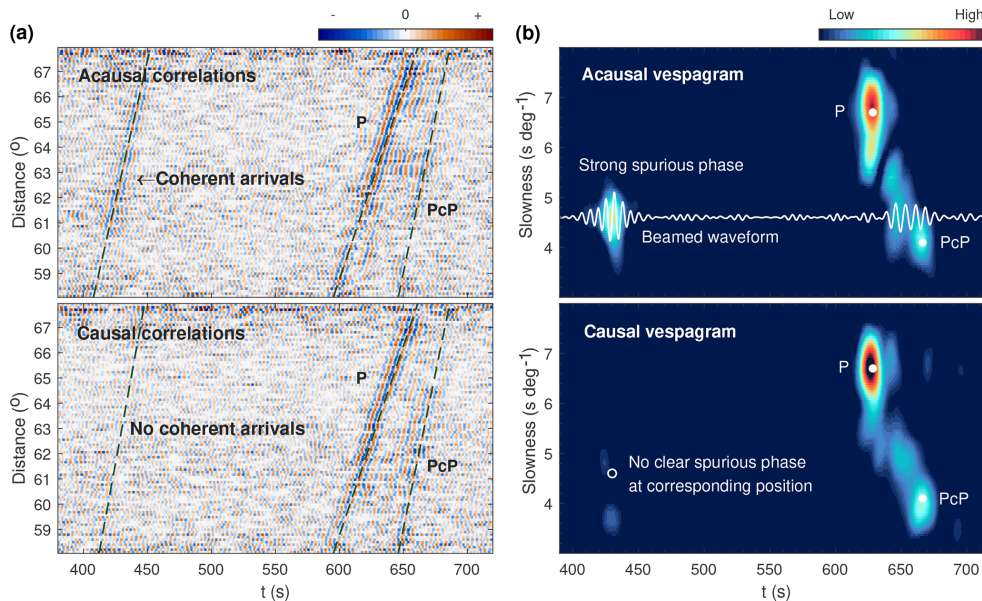 (a)
- 0 +
Acausal correlations
P
←Coherent arrivals
PcP
67
66
65
64
63
62
61
60
59
Distance (º)
Causal correlations
P
No coherent arrivals
PcP
67
66
65
64
63
62
61
60
59
Distance (º)
400 450 500 550 600 650 700
t (s)
(b)
Low High
Acausal vespagram
P
Strong spurious phase
Beamed waveform
PcP
7
6
5
4
Slowness (s deg⁻¹)
Causal vespagram
P
No clear spurious phase
at corresponding position
PcP
7
6
5
4
Slowness (s deg⁻¹)
400 450 500 550 600 650 700
t (s)